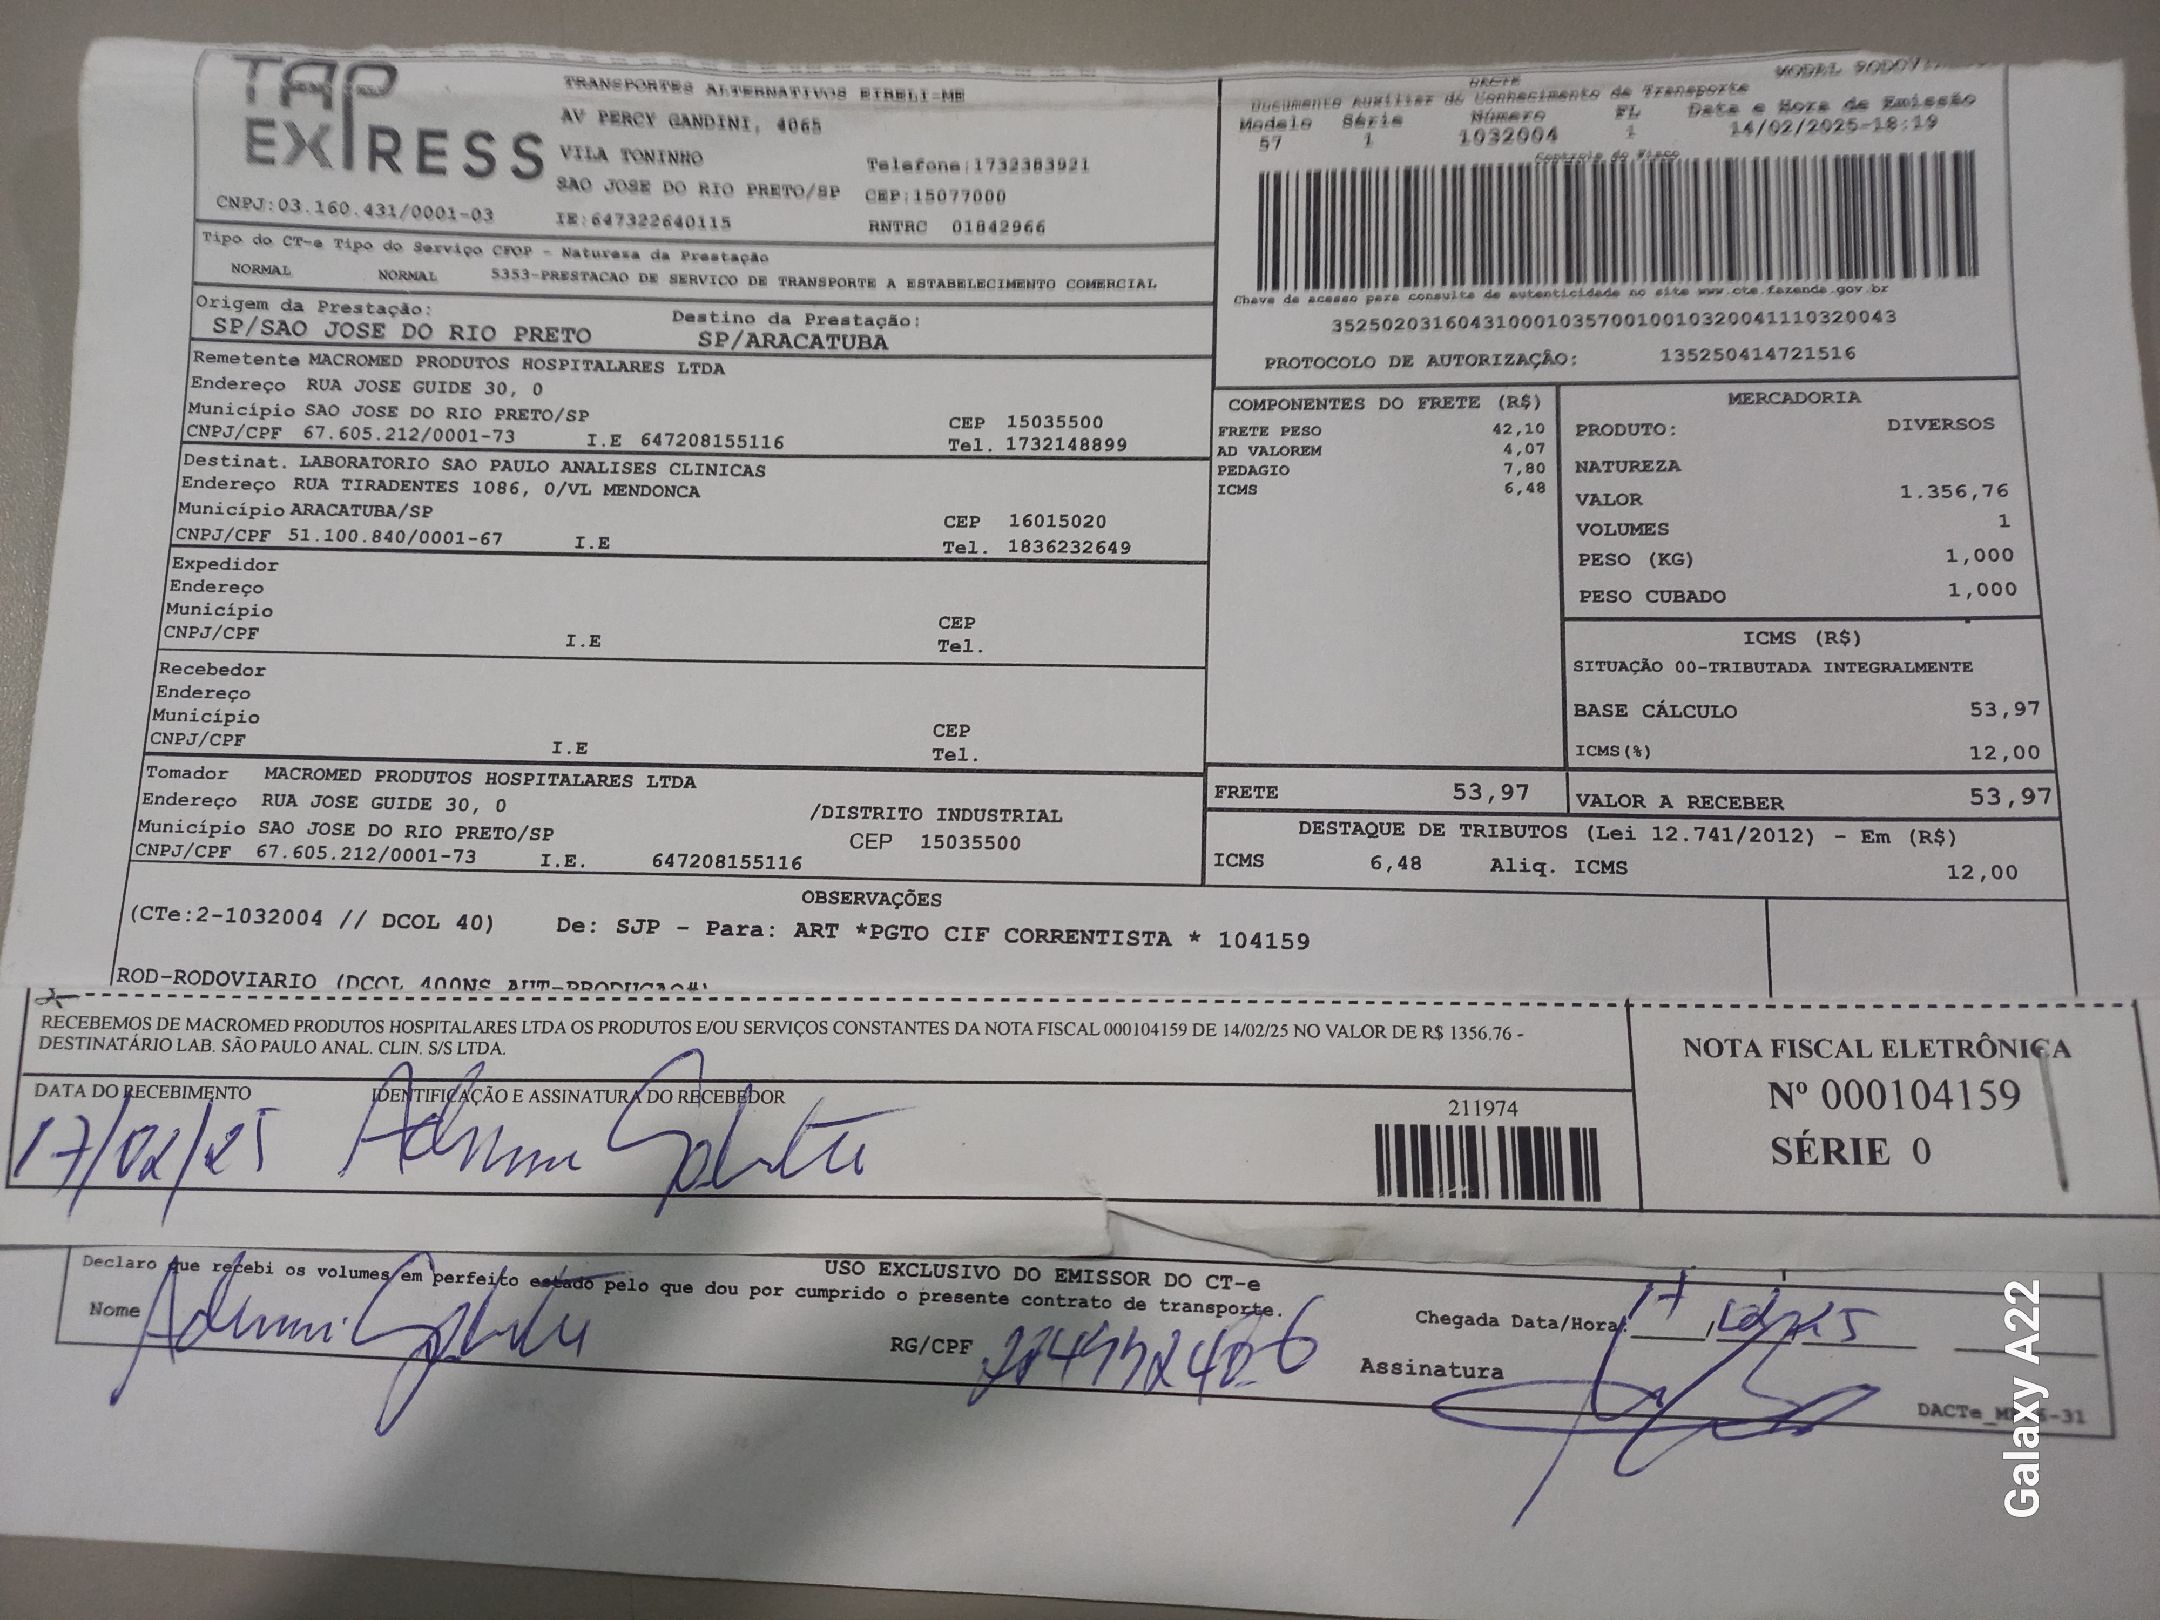 TAP EXPRESS
TRANSPORTES ALTERNATIVOS EIRELI-ME
AV PERCY GANDINI, 4065
VILA TONINHO
Telefone:1732383921
SAO JOSE DO RIO PRETO/SP CEP:15077000
CNPJ:03.160.431/0001-03
IE:647322640115 RNTRC 01842966
DACTE
Documento Auxiliar do Conhecimento de Transporte
Modelo Série Número FL Data e Hora de Emissão
57 1 1032004 1 14/02/2025-18:19
Controle do Fisco
Chave de acesso para consulta de autenticidade no site www.cte.fazenda.gov.br
35250203160431000103570010010320041110320043
PROTOCOLO DE AUTORIZAÇÃO: 135250414721516
Tipo do CT-e Tipo do Serviço CFOP - Natureza da Prestação
NORMAL NORMAL 5353-PRESTACAO DE SERVICO DE TRANSPORTE A ESTABELECIMENTO COMERCIAL
Origem da Prestação: Destino da Prestação:
SP/SAO JOSE DO RIO PRETO SP/ARACATUBA
Remetente MACROMED PRODUTOS HOSPITALARES LTDA
Endereço RUA JOSE GUIDE 30, 0
Município SAO JOSE DO RIO PRETO/SP CEP 15035500
CNPJ/CPF 67.605.212/0001-73 I.E 647208155116 Tel. 1732148899
Destinat. LABORATORIO SAO PAULO ANALISES CLINICAS
Endereço RUA TIRADENTES 1086, 0/VL MENDONCA
Município ARACATUBA/SP CEP 16015020
CNPJ/CPF 51.100.840/0001-67 I.E Tel. 1836232649
Expedidor
Endereço
Município CEP
CNPJ/CPF I.E Tel.
Recebedor
Endereço
Município CEP
CNPJ/CPF I.E Tel.
Tomador MACROMED PRODUTOS HOSPITALARES LTDA
Endereço RUA JOSE GUIDE 30, 0 /DISTRITO INDUSTRIAL
Município SAO JOSE DO RIO PRETO/SP CEP 15035500
CNPJ/CPF 67.605.212/0001-73 I.E. 647208155116
COMPONENTES DO FRETE (R$)
FRETE PESO 42,10
AD VALOREM 4,07
PEDAGIO 7,80
ICMS 6,48
MERCADORIA
PRODUTO: DIVERSOS
NATUREZA
VALOR 1.356,76
VOLUMES 1
PESO (KG) 1,000
PESO CUBADO 1,000
ICMS (R$)
SITUAÇÃO 00-TRIBUTADA INTEGRALMENTE
BASE CÁLCULO 53,97
ICMS(%) 12,00
FRETE 53,97 VALOR A RECEBER 53,97
DESTAQUE DE TRIBUTOS (Lei 12.741/2012) - Em (R$)
ICMS 6,48 Aliq. ICMS 12,00
OBSERVAÇÕES
(CTe:2-1032004 // DCOL 40) De: SJP - Para: ART *PGTO CIF CORRENTISTA * 104159
ROD-RODOVIARIO (DCOL
RECEBEMOS DE MACROMED PRODUTOS HOSPITALARES LTDA OS PRODUTOS E/OU SERVIÇOS CONSTANTES DA NOTA FISCAL 000104159 DE 14/02/25 NO VALOR DE R$ 1356,76 -
DESTINATÁRIO LAB. SÃO PAULO ANAL. CLIN. S/S LTDA.
DATA DO RECEBIMENTO IDENTIFICAÇÃO E ASSINATURA DO RECEBEDOR
17/02/25
211974
NOTA FISCAL ELETRÔNICA
Nº 000104159
SÉRIE 0
USO EXCLUSIVO DO EMISSOR DO CT-e
Declaro que recebi os volumes em perfeito estado pelo que dou por cumprido o presente contrato de transporte.
Nome
RG/CPF
Chegada Data/Hora:
Assinatura
Galaxy A22